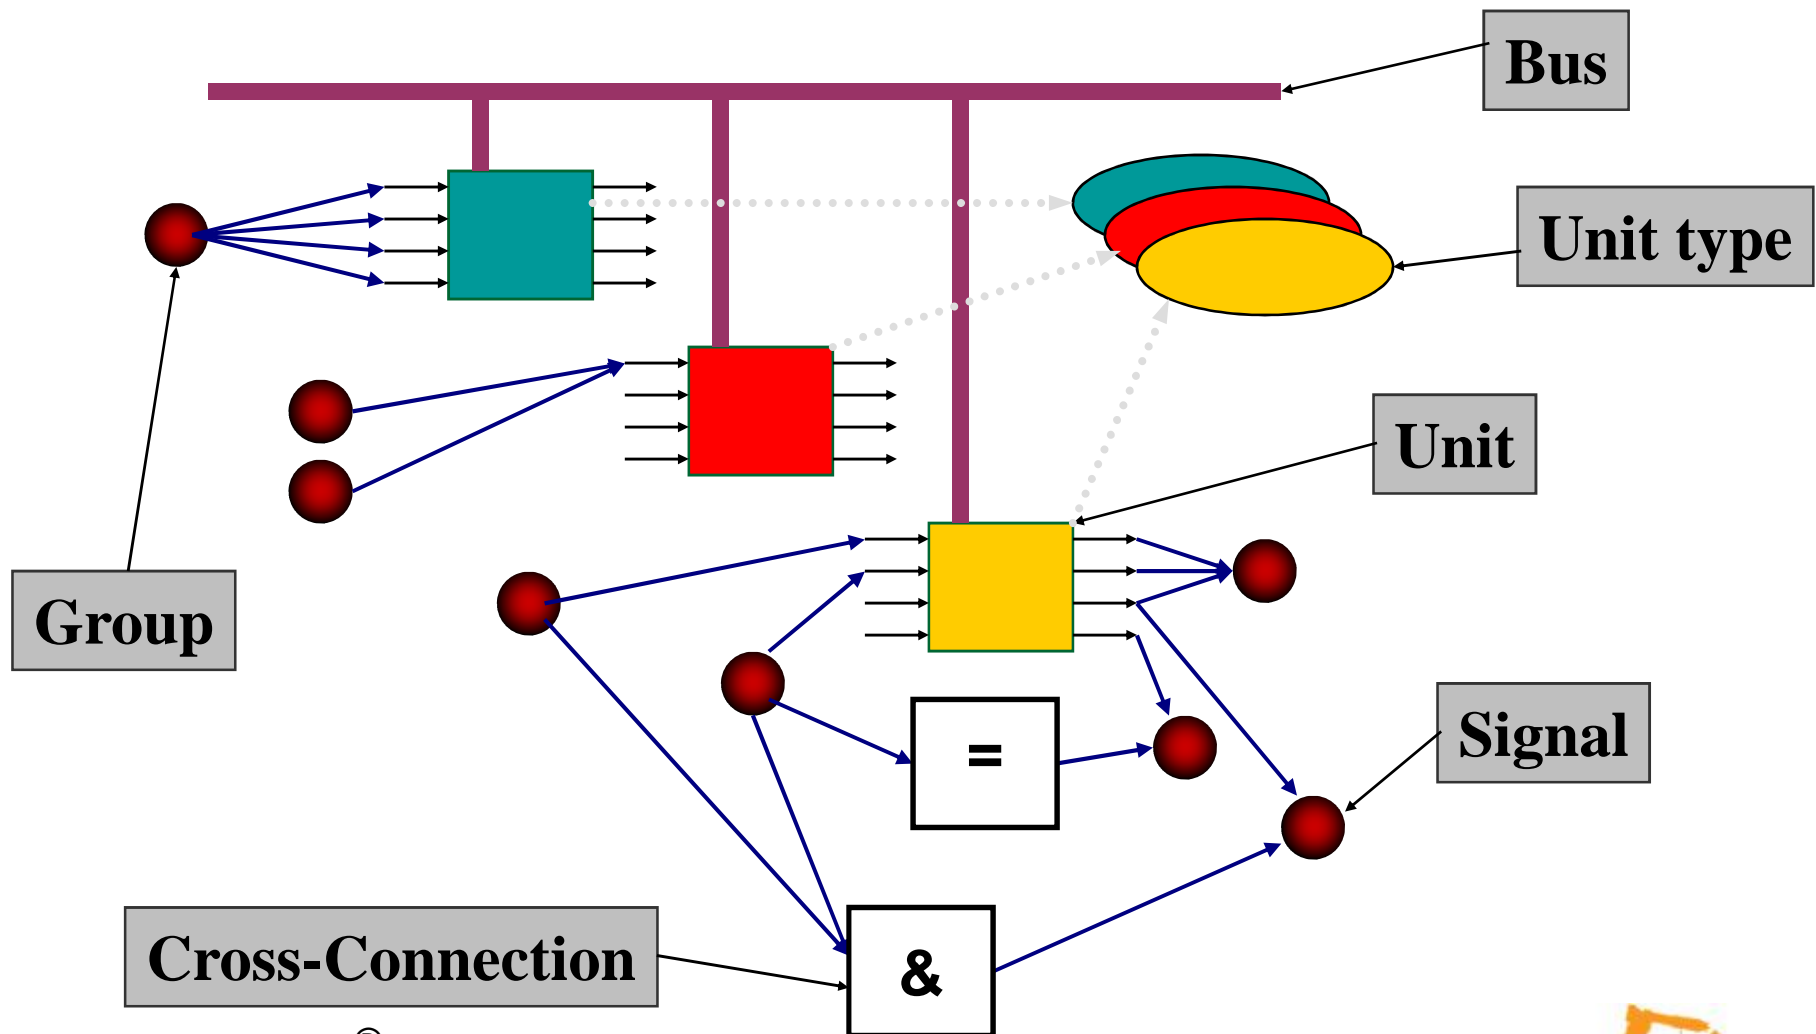 Bus
Unit type
Unit
Group
Signal
=
Cross-Connection
&